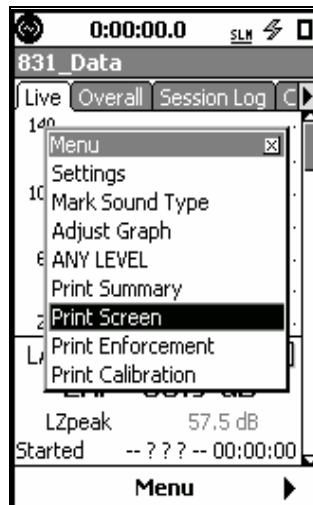 0:00:00.0 SLM
831_Data
Live Overall Session Log C
140
Menu
Settings
Mark Sound Type
Adjust Graph
ANY LEVEL
Print Summary
Print Screen
Print Enforcement
Print Calibration
LZpeak 57.5 dB
Started -- ? ? ? -- 00:00:00
Menu